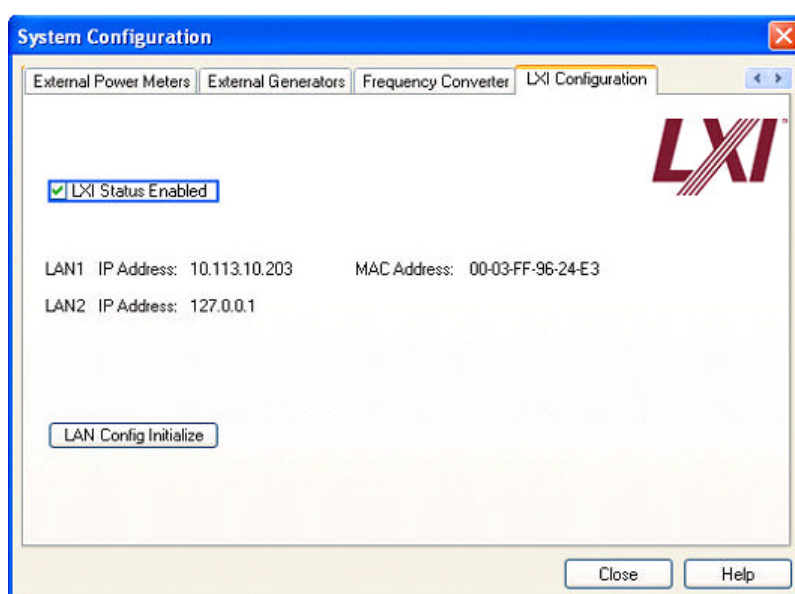 System Configuration
External Power Meters External Generators Frequency Converter LXI Configuration
LXI
LXI Status Enabled
LAN1 IP Address: 10.113.10.203 MAC Address: 00-03-FF-96-24-E3
LAN2 IP Address: 127.0.0.1
LAN Config Initialize
Close Help